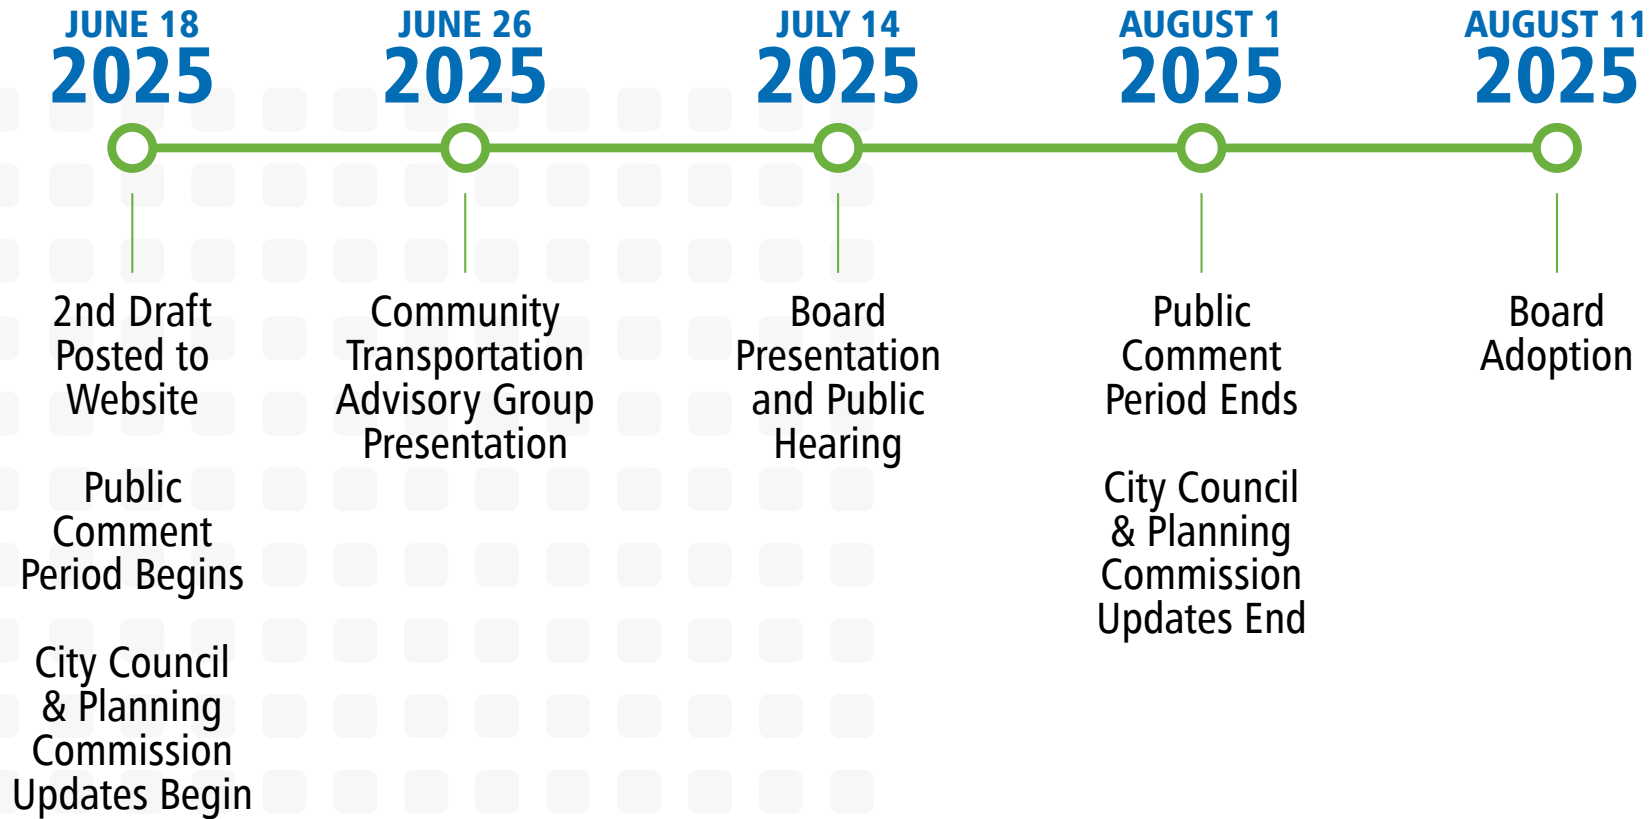 JUNE 18
2025
2nd Draft
Posted to
Website
Public
Comment
Period Begins
City Council
& Planning
Commission
Updates Begin
JUNE 26
2025
Community
Transportation
Advisory Group
Presentation
JULY 14
2025
Board
Presentation
and Public
Hearing
AUGUST 1
2025
Public
Comment
Period Ends
City Council
& Planning
Commission
Updates End
AUGUST 11
2025
Board
Adoption